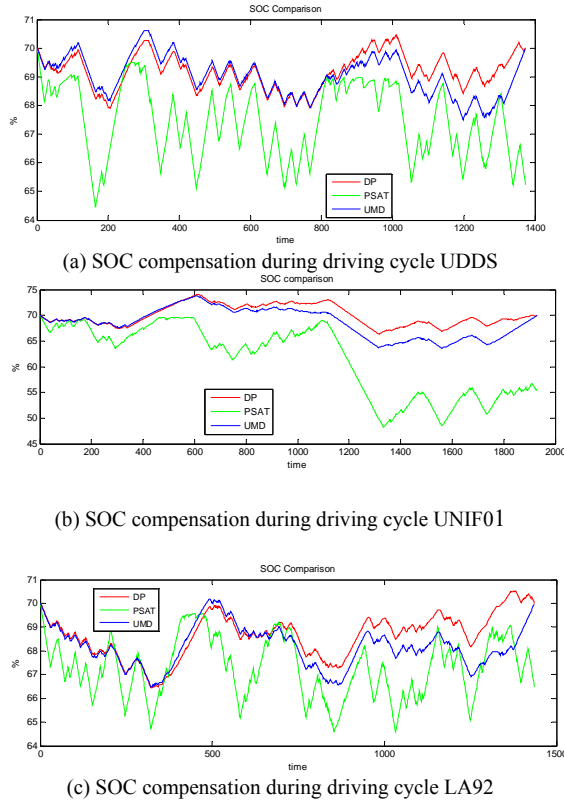 SOC Comparison
71
70
69
68
67
66
65
64
%
DP
PSAT
UMD
0 200 400 600 800 1000 1200 1400
time
(a) SOC compensation during driving cycle UDDS
SOC comparison
75
70
65
60
55
50
45
%
DP
PSAT
UMD
0 200 400 600 800 1000 1200 1400 1600 1800 2000
time
(b) SOC compensation during driving cycle UNIF01
SOC Comparison
71
70
69
68
67
66
65
64
%
DP
PSAT
UMD
0 500 1000 1500
time
(c) SOC compensation during driving cycle LA92